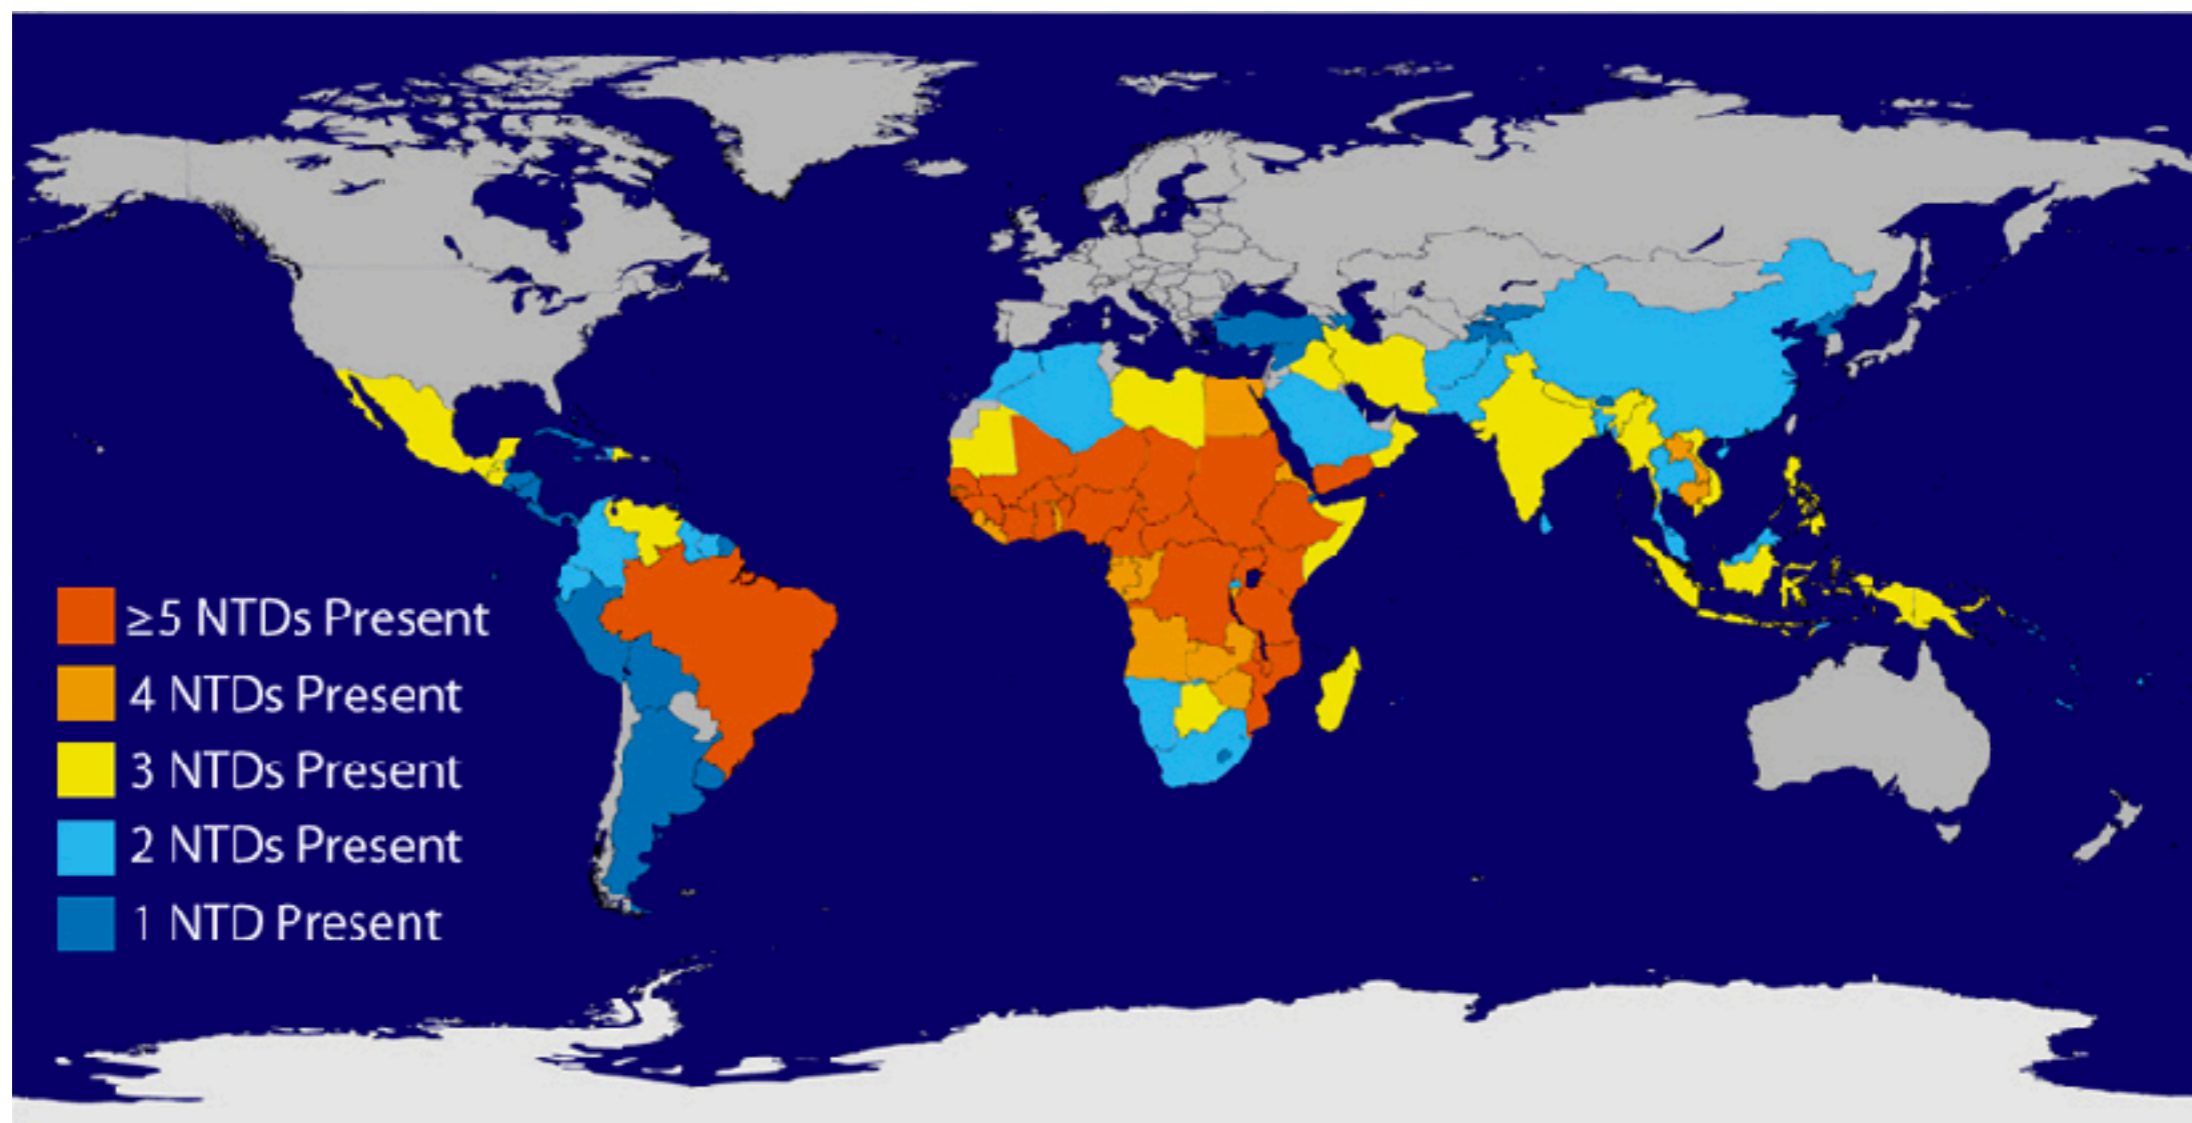 ≥5 NTDs Present
4 NTDs Present
3 NTDs Present
2 NTDs Present
1 NTD Present